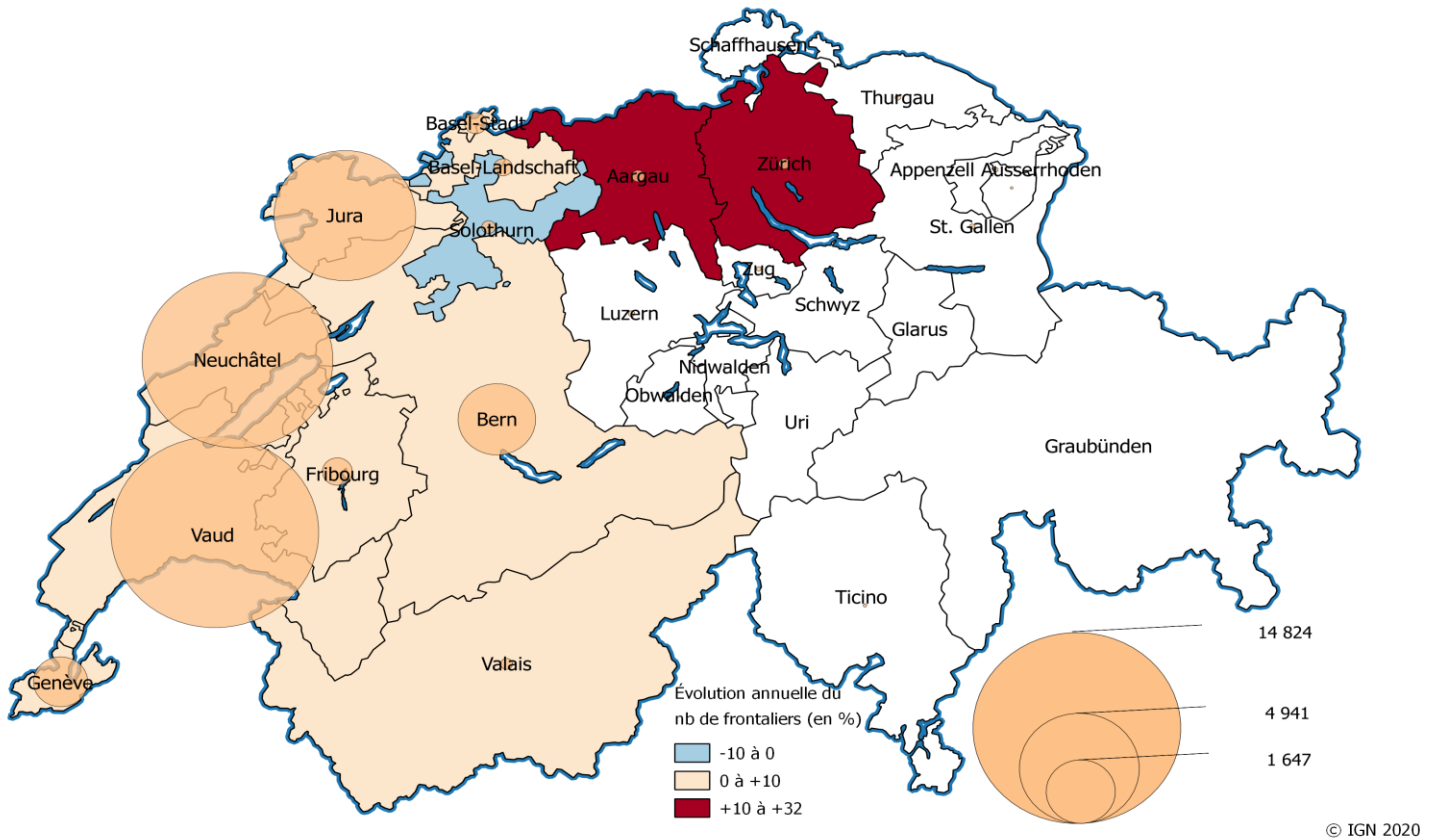 Schaffhausen
Thurgau
Basel-Stadt
Basel-Landschaft
Aargau
Zürich
Appenzell Ausserrhoden
Jura
Solothurn
St. Gallen
Zug
Schwyz
Luzern
Glarus
Neuchâtel
Nidwalden
Obwalden
Bern
Uri
Graubünden
Fribourg
Vaud
Ticino
Valais
Genève
Évolution annuelle du
nb de frontaliers (en %)
-10 à 0
0 à +10
+10 à +32
14 824
4 941
1 647
© IGN 2020